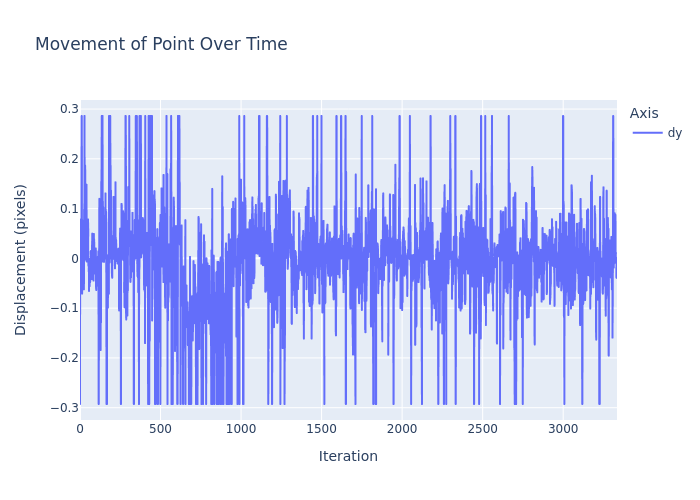 Movement of Point Over Time
Axis
dy
Displacement (pixels)
0.3
0.2
0.1
0
−0.1
−0.2
−0.3
0 500 1000 1500 2000 2500 3000
Iteration